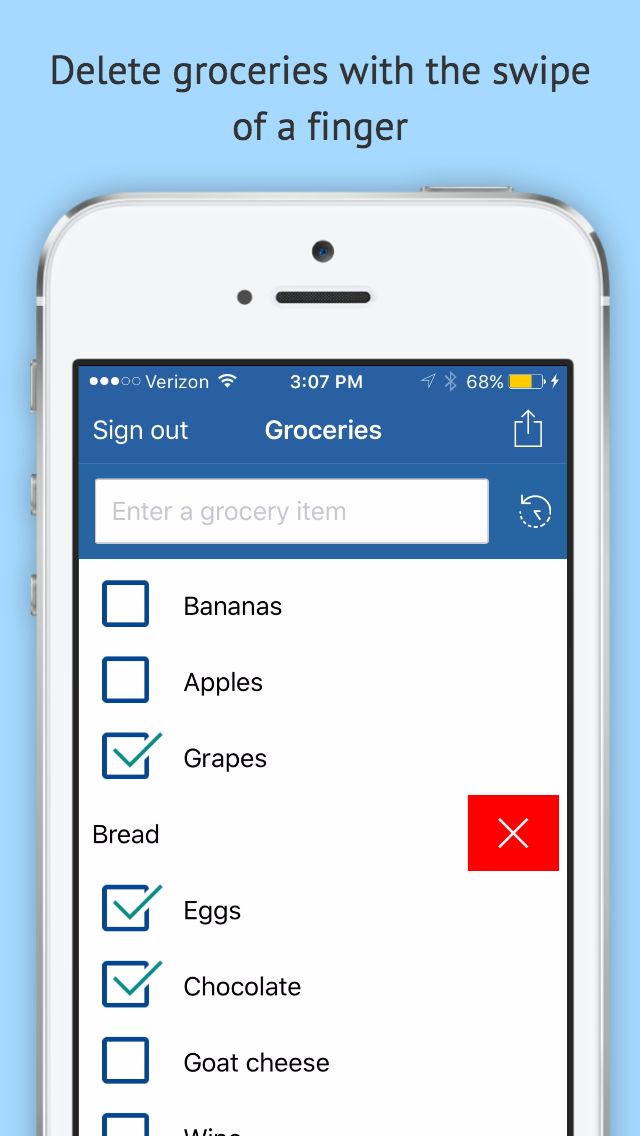 Delete groceries with the swipe
of a finger
Verizon 3:07 PM 68%
Sign out Groceries
Enter a grocery item
Bananas
Apples
Grapes
Bread
Eggs
Chocolate
Goat cheese